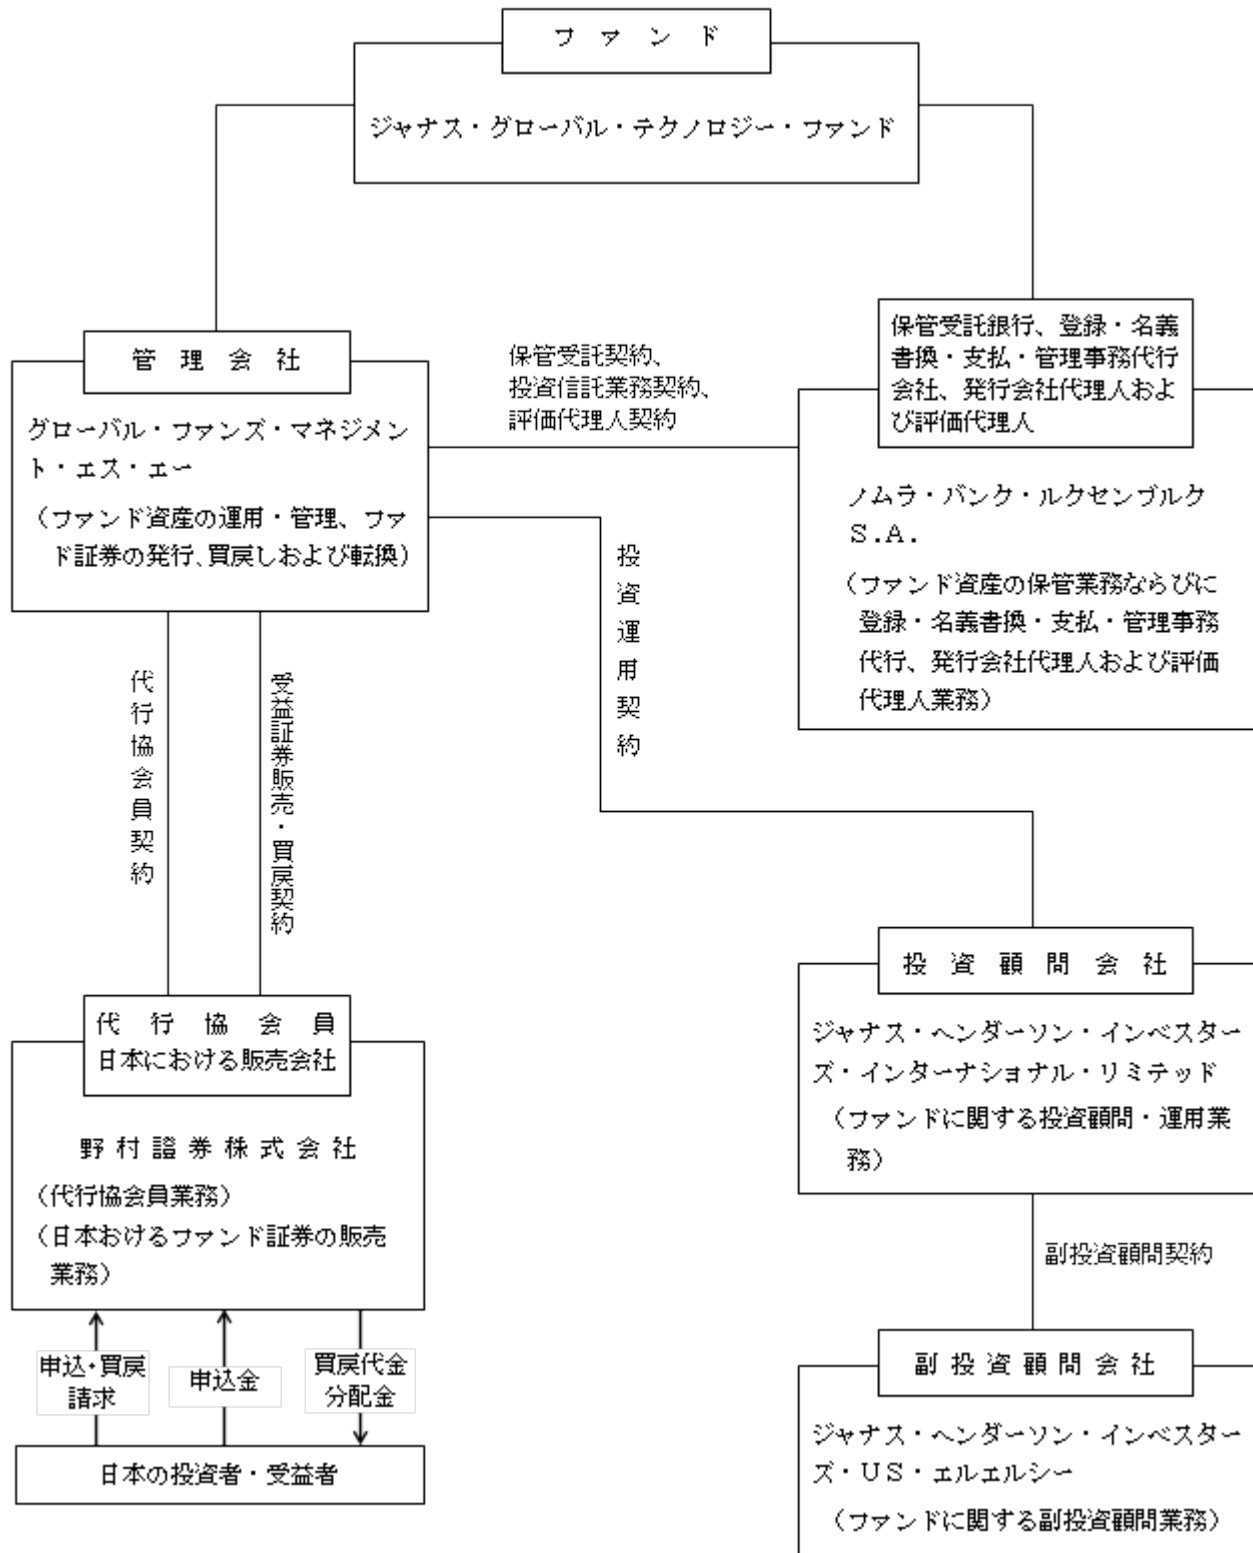 ファンド
ジャナス・グローバル・テクノロジー・ファンド
管理会社
グローバル・ファンズ・マネジメン
ト・エス・エー
（ファンド資産の運用・管理、ファ
ド証券の発行、買戻しおよび転換）
保管受託契約、
投資信託業務契約、
評価代理人契約
保管受託銀行、登録・名義
書換・支払・管理事務代行
会社、発行会社代理人およ
び評価代理人
ノムラ・バンク・ルクセンブルク
Ｓ.Ａ.
（ファンド資産の保管業務ならびに
登録・名義書換・支払・管理事務
代行、発行会社代理人および評価
代理人業務）
代行協会員契約
受益証券販売・買戻契約
投資運用契約
代行協会員
日本における販売会社
野村證券株式会社
（代行協会員業務）
（日本おけるファンド証券の販売
業務）
投資顧問会社
ジャナス・ヘンダーソン・インベスター
ズ・インターナショナル・リミテッド
（ファンドに関する投資顧問・運用業
務）
副投資顧問契約
申込・買戻
請求
申込金
買戻代金
分配金
日本の投資者・受益者
副投資顧問会社
ジャナス・ヘンダーソン・インベスター
ズ・ＵＳ・エルエルシー
（ファンドに関する副投資顧問業務）